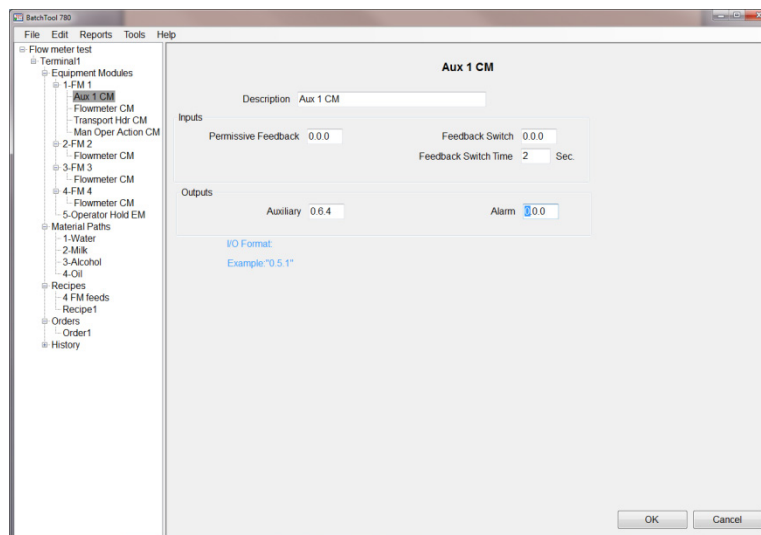 BatchTool 780
File Edit Reports Tools Help
Flow meter test
Terminal1
Equipment Modules
1-FM 1
Aux 1 CM
Flowmeter CM
Transport Hdr CM
Man Oper Action CM
2-FM 2
Flowmeter CM
3-FM 3
Flowmeter CM
4-FM 4
Flowmeter CM
5-Operator Hold EM
Material Paths
1-Water
2-Milk
3-Alcohol
4-Oil
Recipes
4 FM feeds
Recipe1
Orders
Order1
History
Aux 1 CM
Description Aux 1 CM
Inputs
Permissive Feedback 0.0.0 Feedback Switch 0.0.0
Feedback Switch Time 2 Sec.
Outputs
Auxiliary 0.6.4 Alarm 0.0.0
I/O Format:
Example:"0.5.1"
OK Cancel